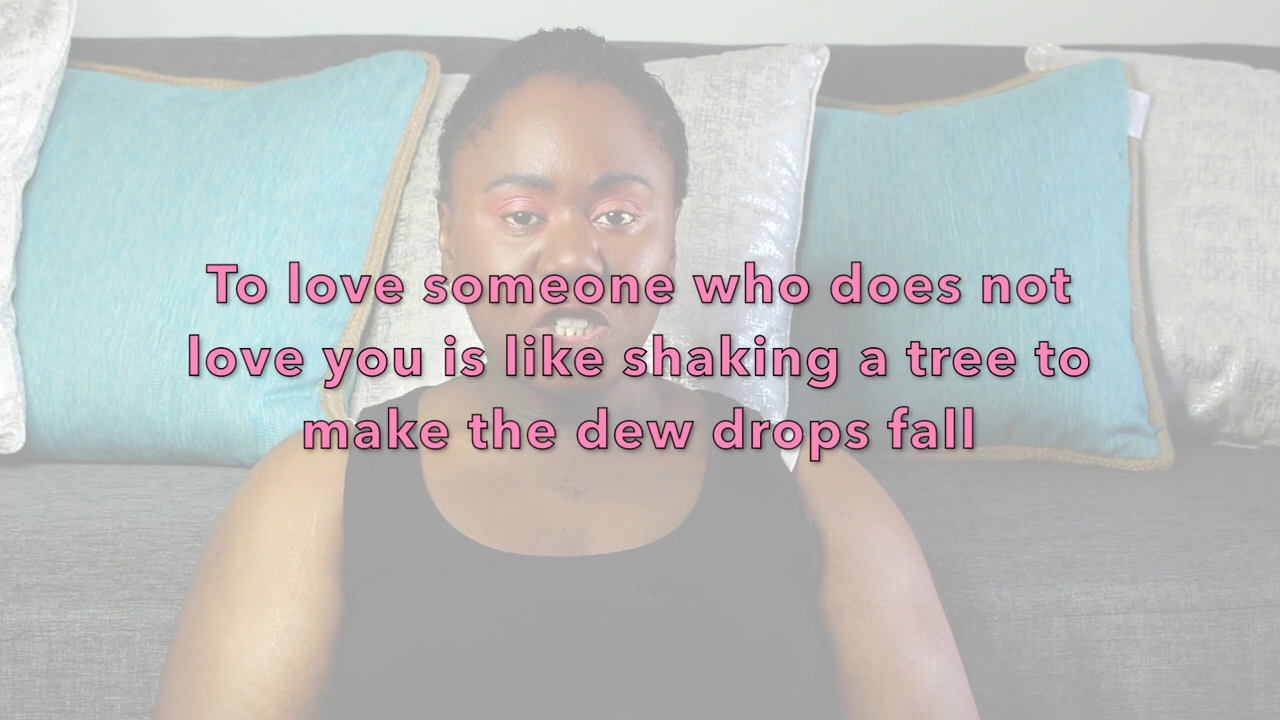 To love someone who does not
love you is like shaking a tree to
make the dew drops fall